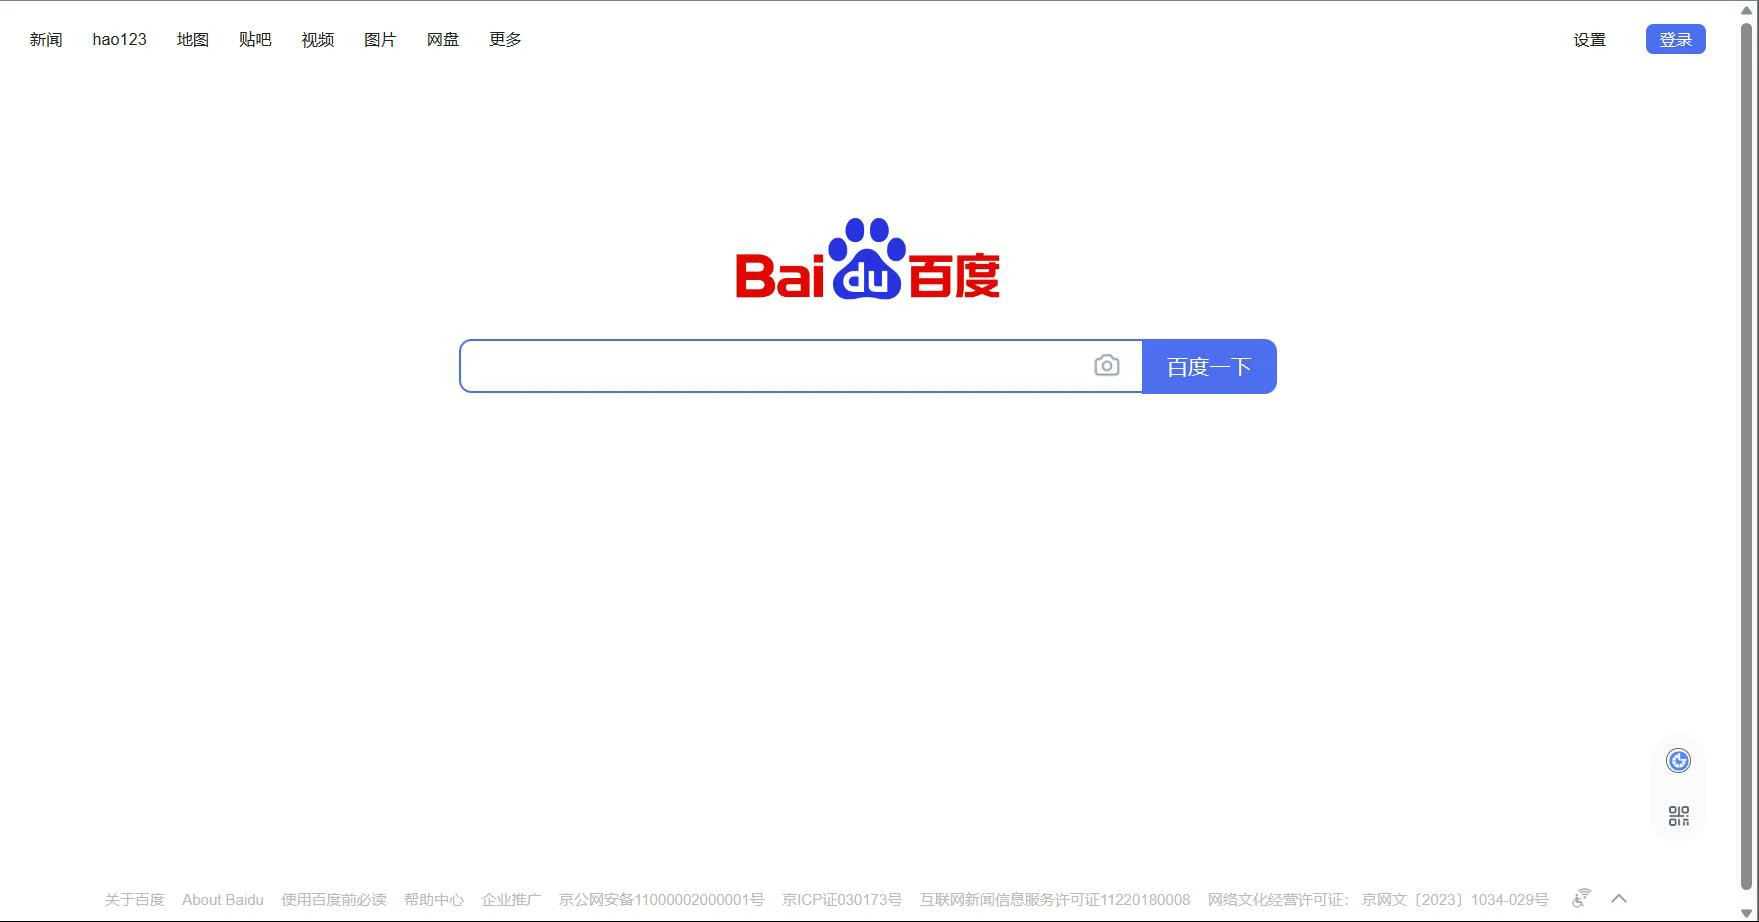 新闻 hao123 地图 贴吧 视频 图片 网盘 更多 设置 登录
Bai du 百度
百度一下
关于百度 About Baidu 使用百度前必读 帮助中心 企业推广 京公网安备11000002000001号 京ICP证030173号 互联网新闻信息服务许可证11220180008 网络文化经营许可证： 京网文〔2023〕1034-029号